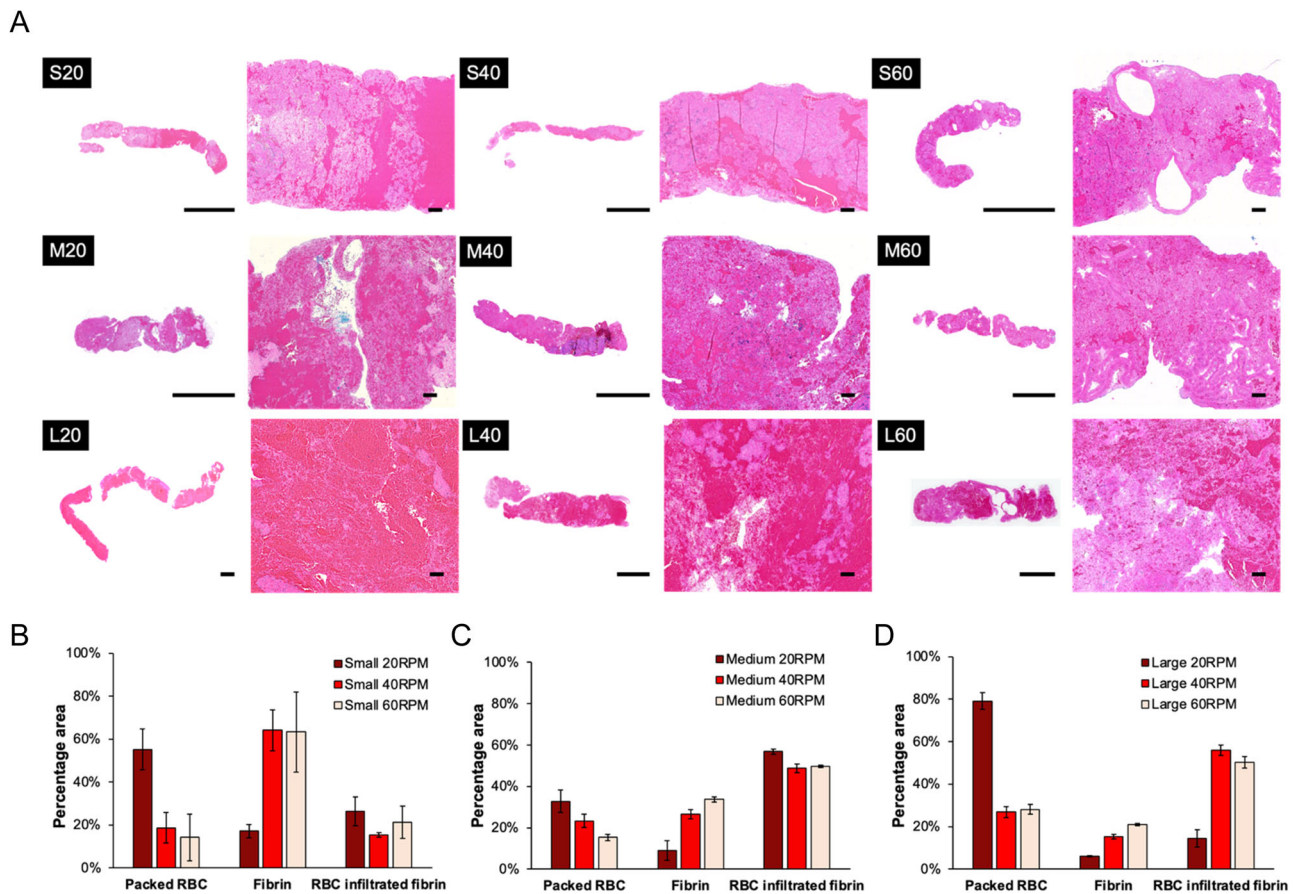 A
S20
S40
S60
M20
M40
M60
L20
L40
L60
B
100%
80%
60%
40%
20%
0%
Percentage area
Small 20RPM
Small 40RPM
Small 60RPM
Packed RBC
Fibrin
RBC infiltrated fibrin
C
100%
80%
60%
40%
20%
0%
Percentage area
Medium 20RPM
Medium 40RPM
Medium 60RPM
Packed RBC
Fibrin
RBC infiltrated fibrin
D
100%
80%
60%
40%
20%
0%
Percentage area
Large 20RPM
Large 40RPM
Large 60RPM
Packed RBC
Fibrin
RBC infiltrated fibrin